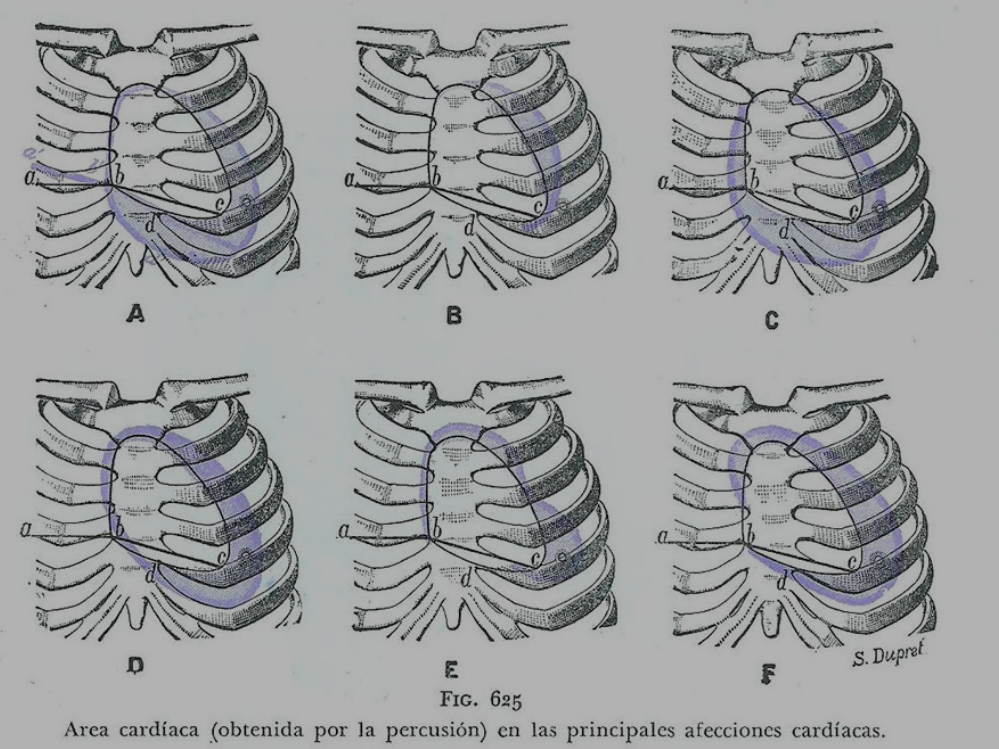 a' b'
a b c d
A
a b c d
B
a b c d
C
a b c d
D
a b c d
E
a b c d
F
S. Dupret
FIG. 625
Area cardíaca (obtenida por la percusión) en las principales afecciones cardíacas.